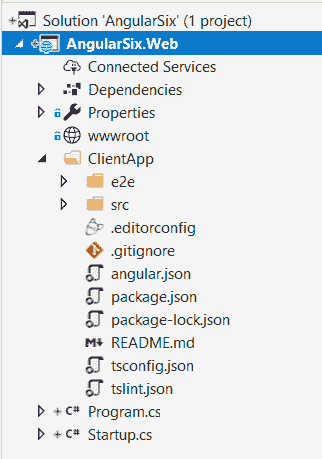 Solution 'AngularSix' (1 project)
AngularSix.Web
Connected Services
Dependencies
Properties
wwwroot
ClientApp
e2e
src
.editorconfig
.gitignore
angular.json
package.json
package-lock.json
README.md
tsconfig.json
tslint.json
C# Program.cs
C# Startup.cs